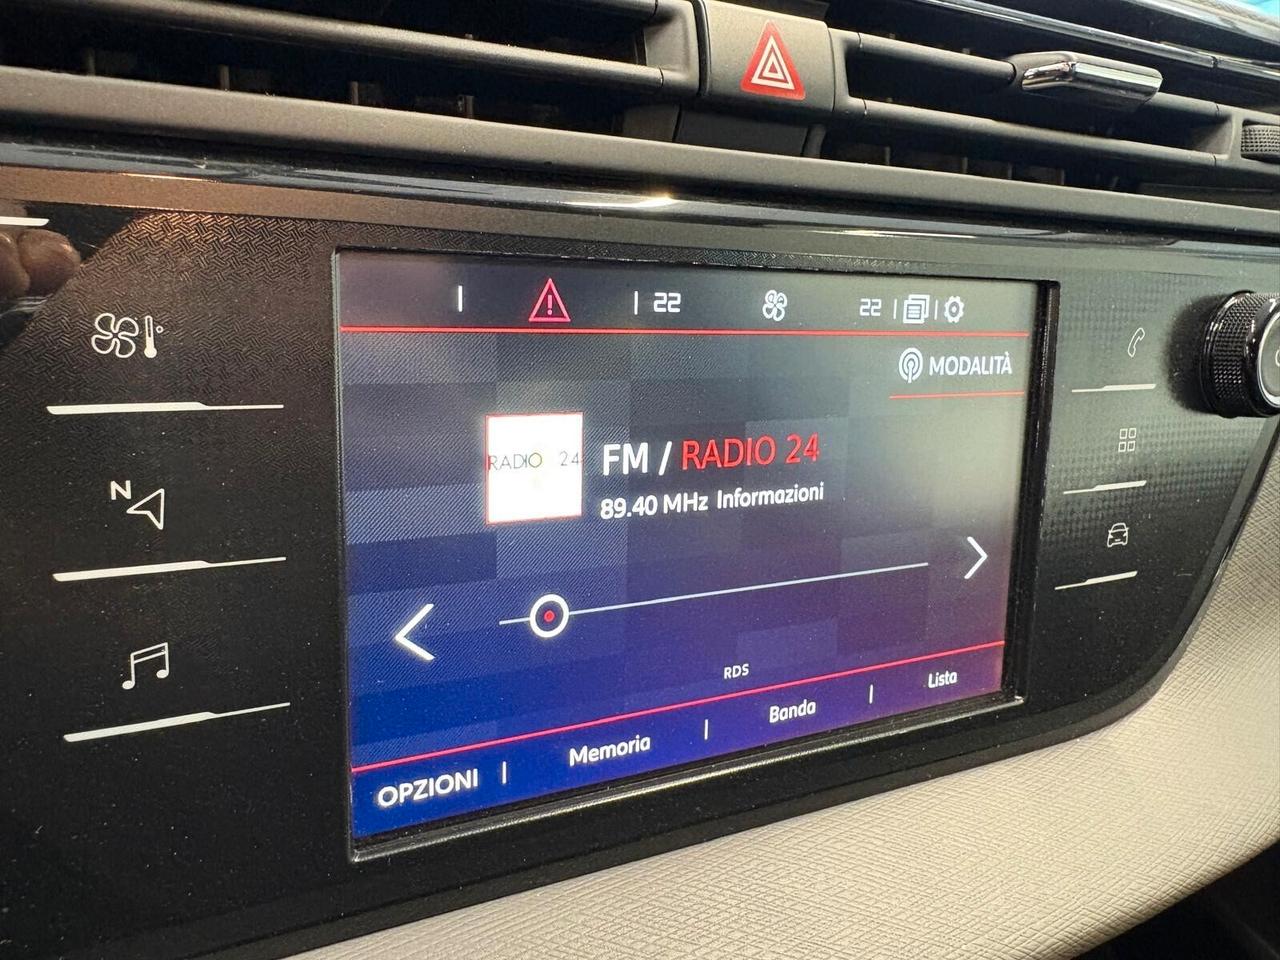 22
22
MODALITÀ
RADIO 24
FM / RADIO 24
89.40 MHz Informazioni
N
RDS
OPZIONI
Memoria
Banda
Lista